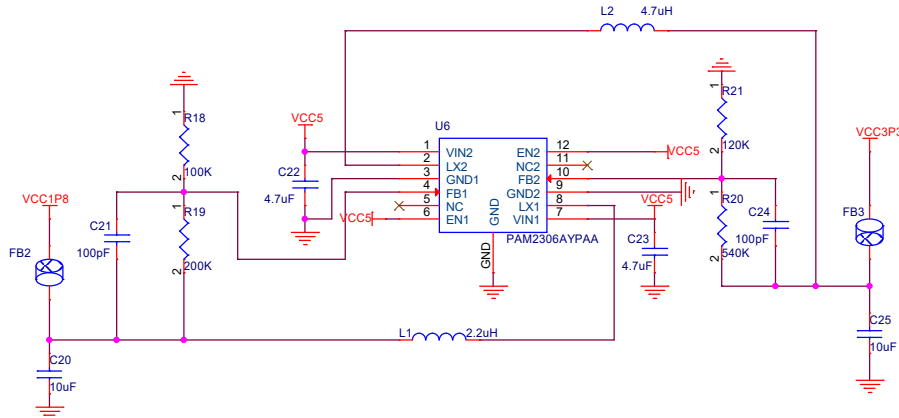 L2
4.7uH
R18
1
2
100K
VCC1P8
C21
100pF
R19
1
2
200K
FB2
C20
10uF
VCC5
C22
4.7uF
VCC5
U6
1
2
3
4
5
6
VIN2
LX2
GND1
FB1
NC
EN1
GND
GND
EN2
NC2
FB2
GND2
LX1
VIN1
12
11
10
9
8
7
PAM2306AYPAA
VCC5
VCC5
C23
4.7uF
L1
2.2uH
R21
1
2
120K
R20
1
2
540K
C24
100pF
VCC3P3
FB3
C25
10uF